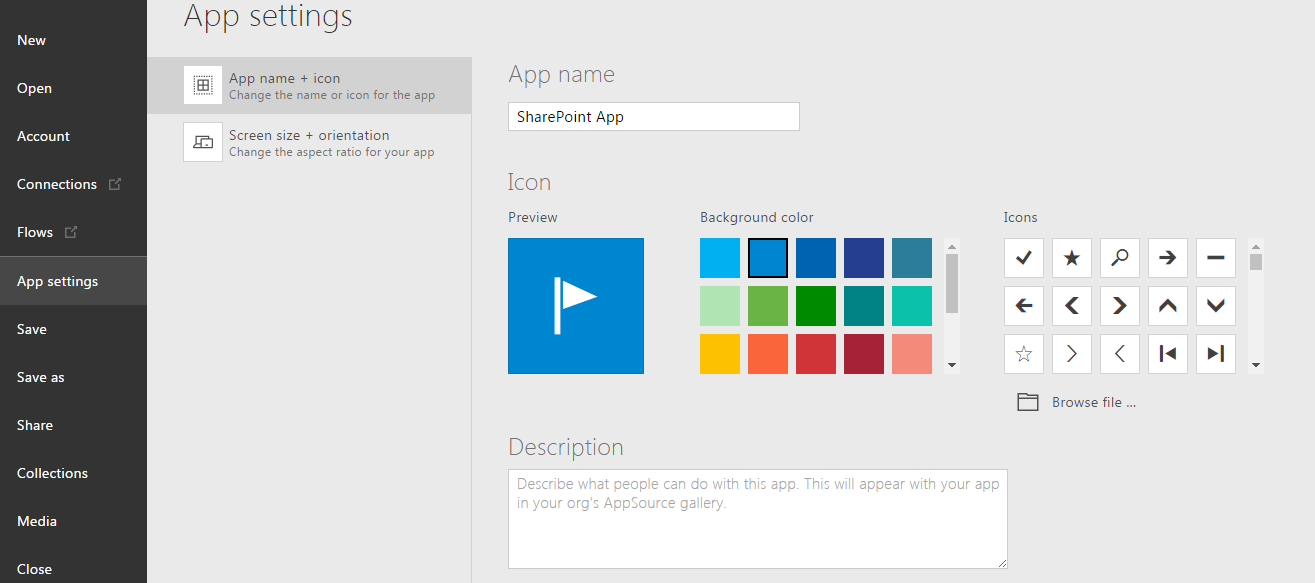 App settings
New
Open
Account
Connections
Flows
App settings
Save
Save as
Share
Collections
Media
Close
App name + icon
Change the name or icon for the app
Screen size + orientation
Change the aspect ratio for your app
App name
SharePoint App
Icon
Preview
Background color
Icons
Browse file ...
Description
Describe what people can do with this app. This will appear with your app
in your org's AppSource gallery.